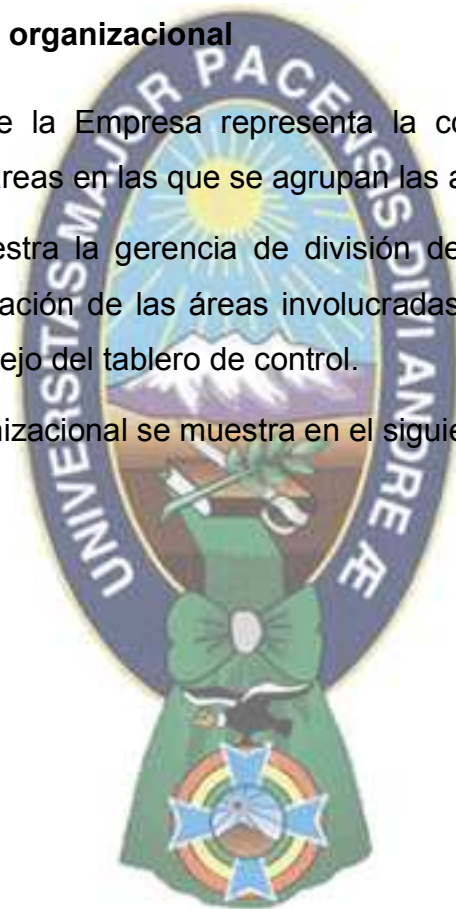 organizacional
e la Empresa representa la co
áreas en las que se agrupan las a
estra la gerencia de división de
ación de las áreas involucradas
ejo del tablero de control.
nizacional se muestra en el siguie
UNIVERSITAS MAJOR PACENSIS DIVI ANDRE Æ